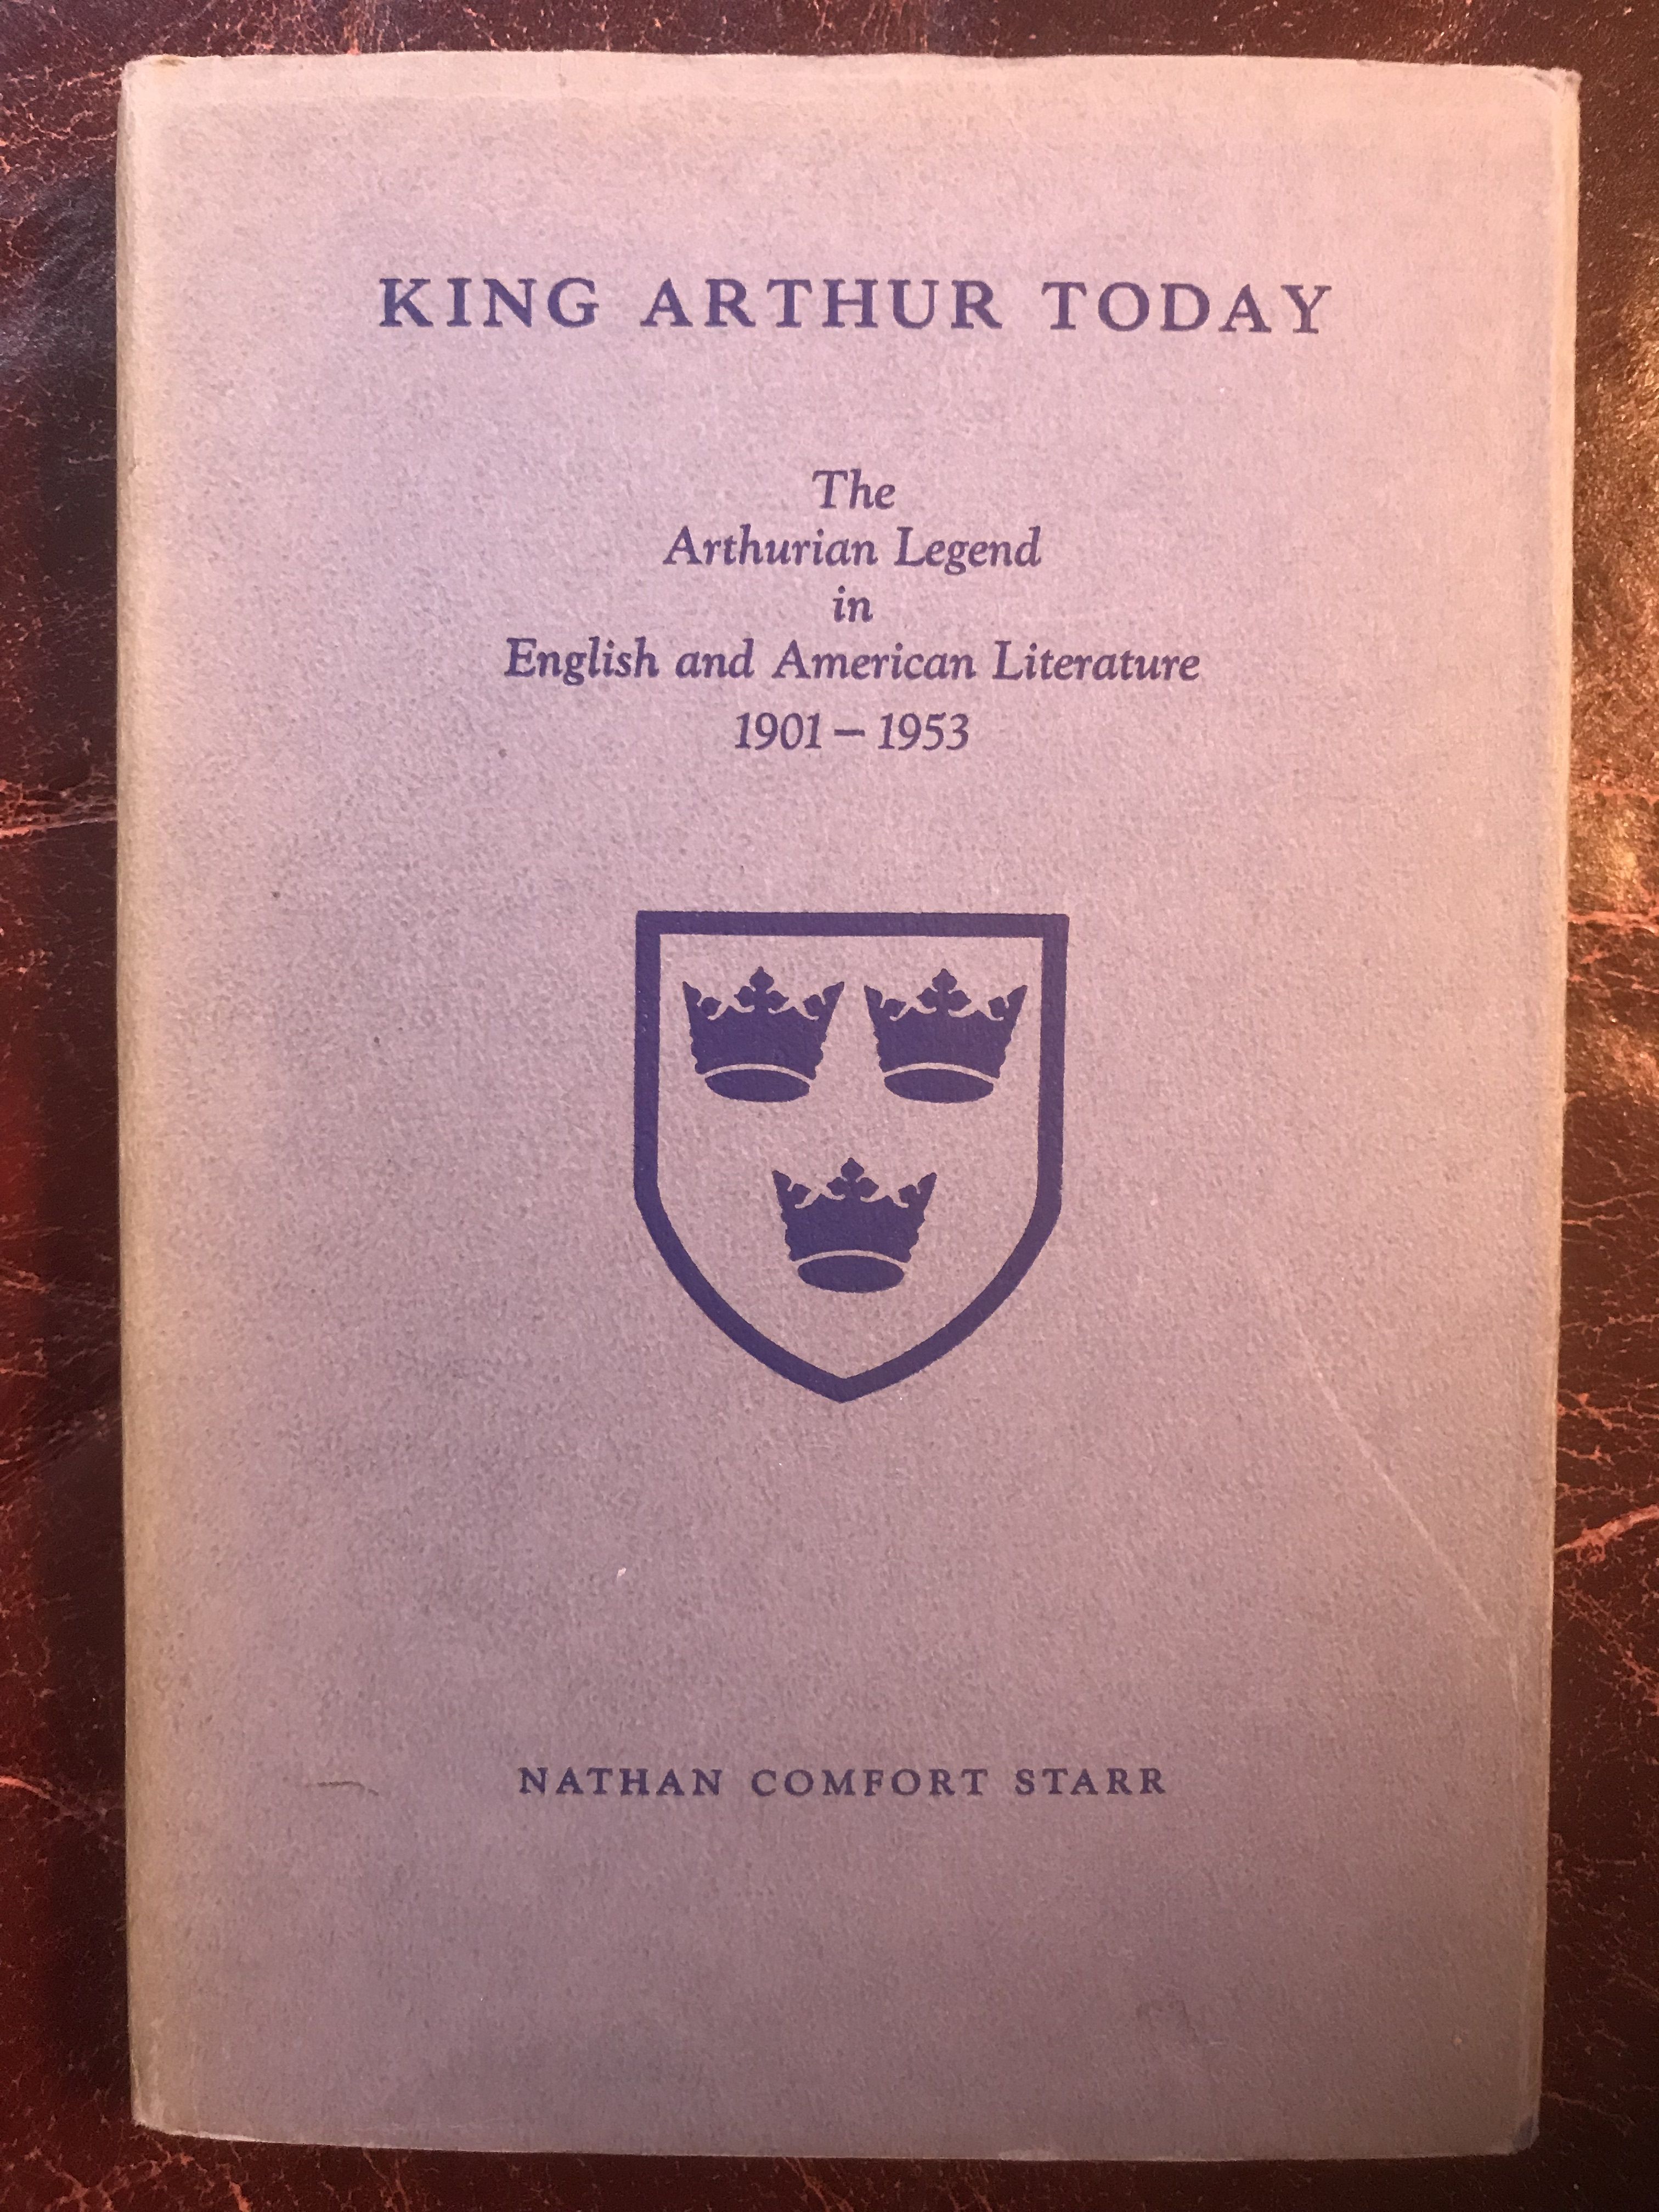 KING ARTHUR TODAY
The
Arthurian Legend
in
English and American Literature
1901 – 1953
NATHAN COMFORT STARR